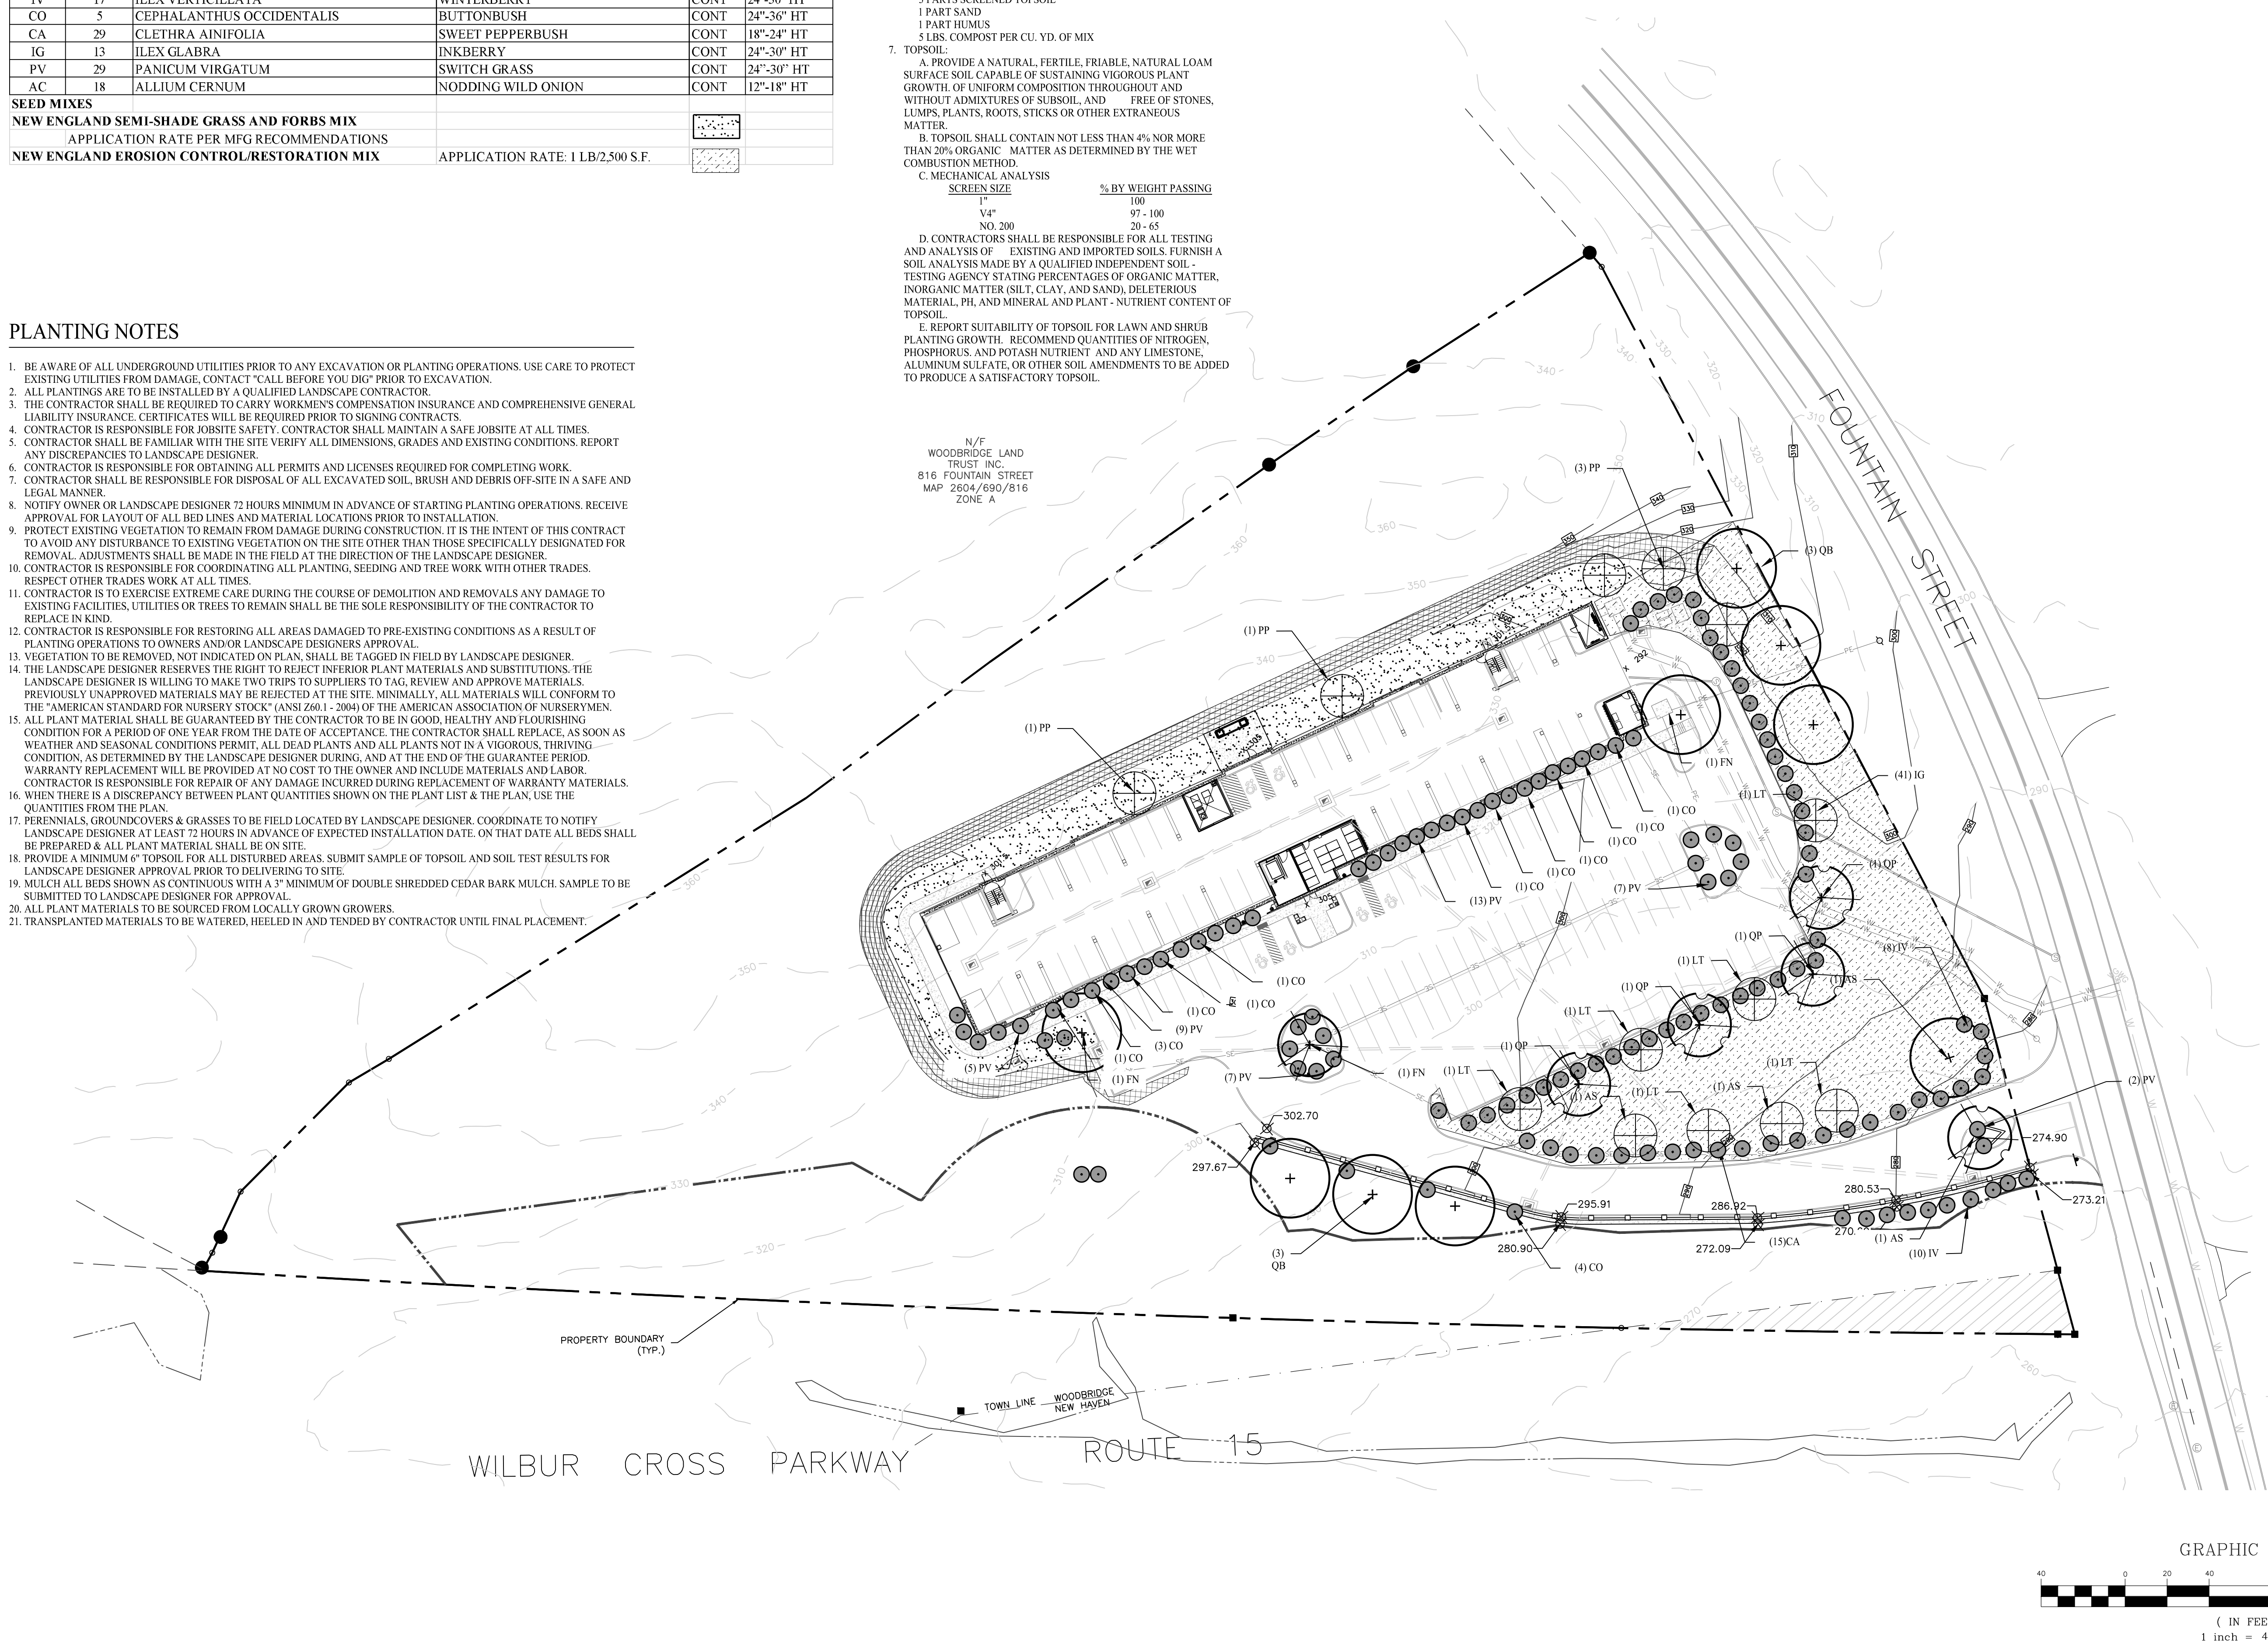 CO 5 CEPHALANTHUS OCCIDENTALIS BUTTONBUSH CONT 24"-36" HT
CA 29 CLETHRA AINIFOLIA SWEET PEPPERBUSH CONT 18"-24" HT
IG 13 ILEX GLABRA INKBERRY CONT 24"-30" HT
PV 29 PANICUM VIRGATUM SWITCH GRASS CONT 24"-30" HT
AC 18 ALLIUM CERNUM NODDING WILD ONION CONT 12"-18" HT
SEED MIXES
NEW ENGLAND SEMI-SHADE GRASS AND FORBS MIX
APPLICATION RATE PER MFG RECOMMENDATIONS
NEW ENGLAND EROSION CONTROL/RESTORATION MIX APPLICATION RATE: 1 LB/2,500 S.F.
PLANTING NOTES
1. BE AWARE OF ALL UNDERGROUND UTILITIES PRIOR TO ANY EXCAVATION OR PLANTING OPERATIONS. USE CARE TO PROTECT
EXISTING UTILITIES FROM DAMAGE, CONTACT "CALL BEFORE YOU DIG" PRIOR TO EXCAVATION.
2. ALL PLANTINGS ARE TO BE INSTALLED BY A QUALIFIED LANDSCAPE CONTRACTOR.
3. THE CONTRACTOR SHALL BE REQUIRED TO CARRY WORKMEN'S COMPENSATION INSURANCE AND COMPREHENSIVE GENERAL
LIABILITY INSURANCE. CERTIFICATES WILL BE REQUIRED PRIOR TO SIGNING CONTRACTS.
4. CONTRACTOR IS RESPONSIBLE FOR JOBSITE SAFETY. CONTRACTOR SHALL MAINTAIN A SAFE JOBSITE AT ALL TIMES.
5. CONTRACTOR SHALL BE FAMILIAR WITH THE SITE VERIFY ALL DIMENSIONS, GRADES AND EXISTING CONDITIONS. REPORT
ANY DISCREPANCIES TO LANDSCAPE DESIGNER.
6. CONTRACTOR IS RESPONSIBLE FOR OBTAINING ALL PERMITS AND LICENSES REQUIRED FOR COMPLETING WORK.
7. CONTRACTOR SHALL BE RESPONSIBLE FOR DISPOSAL OF ALL EXCAVATED SOIL, BRUSH AND DEBRIS OFF-SITE IN A SAFE AND
LEGAL MANNER.
8. NOTIFY OWNER OR LANDSCAPE DESIGNER 72 HOURS MINIMUM IN ADVANCE OF STARTING PLANTING OPERATIONS. RECEIVE
APPROVAL FOR LAYOUT OF ALL BED LINES AND MATERIAL LOCATIONS PRIOR TO INSTALLATION.
9. PROTECT EXISTING VEGETATION TO REMAIN FROM DAMAGE DURING CONSTRUCTION. IT IS THE INTENT OF THIS CONTRACT
TO AVOID ANY DISTURBANCE TO EXISTING VEGETATION ON THE SITE OTHER THAN THOSE SPECIFICALLY DESIGNATED FOR
REMOVAL. ADJUSTMENTS SHALL BE MADE IN THE FIELD AT THE DIRECTION OF THE LANDSCAPE DESIGNER.
10. CONTRACTOR IS RESPONSIBLE FOR COORDINATING ALL PLANTING, SEEDING AND TREE WORK WITH OTHER TRADES.
RESPECT OTHER TRADES WORK AT ALL TIMES.
11. CONTRACTOR IS TO EXERCISE EXTREME CARE DURING THE COURSE OF DEMOLITION AND REMOVALS ANY DAMAGE TO
EXISTING FACILITIES, UTILITIES OR TREES TO REMAIN SHALL BE THE SOLE RESPONSIBILITY OF THE CONTRACTOR TO
REPLACE IN KIND.
12. CONTRACTOR IS RESPONSIBLE FOR RESTORING ALL AREAS DAMAGED TO PRE-EXISTING CONDITIONS AS A RESULT OF
PLANTING OPERATIONS TO OWNERS AND/OR LANDSCAPE DESIGNERS APPROVAL.
13. VEGETATION TO BE REMOVED, NOT INDICATED ON PLAN, SHALL BE TAGGED IN FIELD BY LANDSCAPE DESIGNER.
14. THE LANDSCAPE DESIGNER RESERVES THE RIGHT TO REJECT INFERIOR PLANT MATERIALS AND SUBSTITUTIONS. THE
LANDSCAPE DESIGNER IS WILLING TO MAKE TWO TRIPS TO SUPPLIERS TO TAG, REVIEW AND APPROVE MATERIALS.
PREVIOUSLY UNAPPROVED MATERIALS MAY BE REJECTED AT THE SITE. MINIMALLY, ALL MATERIALS WILL CONFORM TO
THE "AMERICAN STANDARD FOR NURSERY STOCK" (ANSI Z60.1 - 2004) OF THE AMERICAN ASSOCIATION OF NURSERYMEN.
15. ALL PLANT MATERIAL SHALL BE GUARANTEED BY THE CONTRACTOR TO BE IN GOOD, HEALTHY AND FLOURISHING
CONDITION FOR A PERIOD OF ONE YEAR FROM THE DATE OF ACCEPTANCE. THE CONTRACTOR SHALL REPLACE, AS SOON AS
WEATHER AND SEASONAL CONDITIONS PERMIT, ALL DEAD PLANTS AND ALL PLANTS NOT IN A VIGOROUS, THRIVING
CONDITION, AS DETERMINED BY THE LANDSCAPE DESIGNER DURING, AND AT THE END OF THE GUARANTEE PERIOD.
WARRANTY REPLACEMENT WILL BE PROVIDED AT NO COST TO THE OWNER AND INCLUDE MATERIALS AND LABOR.
CONTRACTOR IS RESPONSIBLE FOR REPAIR OF ANY DAMAGE INCURRED DURING REPLACEMENT OF WARRANTY MATERIALS.
16. WHEN THERE IS A DISCREPANCY BETWEEN PLANT QUANTITIES SHOWN ON THE PLANT LIST & THE PLAN, USE THE
QUANTITIES FROM THE PLAN.
17. PERENNIALS, GROUNDCOVERS & GRASSES TO BE FIELD LOCATED BY LANDSCAPE DESIGNER. COORDINATE TO NOTIFY
LANDSCAPE DESIGNER AT LEAST 72 HOURS IN ADVANCE OF EXPECTED INSTALLATION DATE. ON THAT DATE ALL BEDS SHALL
BE PREPARED & ALL PLANT MATERIAL SHALL BE ON SITE.
18. PROVIDE A MINIMUM 6" TOPSOIL FOR ALL DISTURBED AREAS. SUBMIT SAMPLE OF TOPSOIL AND SOIL TEST RESULTS FOR
LANDSCAPE DESIGNER APPROVAL PRIOR TO DELIVERING TO SITE.
19. MULCH ALL BEDS SHOWN AS CONTINUOUS WITH A 3" MINIMUM OF DOUBLE SHREDDED CEDAR BARK MULCH. SAMPLE TO BE
SUBMITTED TO LANDSCAPE DESIGNER FOR APPROVAL.
20. ALL PLANT MATERIALS TO BE SOURCED FROM LOCALLY GROWN GROWERS.
21. TRANSPLANTED MATERIALS TO BE WATERED, HEELED IN AND TENDED BY CONTRACTOR UNTIL FINAL PLACEMENT.
1 PART SAND
1 PART HUMUS
5 LBS. COMPOST PER CU. YD. OF MIX
7. TOPSOIL:
A. PROVIDE A NATURAL, FERTILE, FRIABLE, NATURAL LOAM
SURFACE SOIL CAPABLE OF SUSTAINING VIGOROUS PLANT
GROWTH. OF UNIFORM COMPOSITION THROUGHOUT AND
WITHOUT ADMIXTURES OF SUBSOIL, AND FREE OF STONES,
LUMPS, PLANTS, ROOTS, STICKS OR OTHER EXTRANEOUS
MATTER.
B. TOPSOIL SHALL CONTAIN NOT LESS THAN 4% NOR MORE
THAN 20% ORGANIC MATTER AS DETERMINED BY THE WET
COMBUSTION METHOD.
C. MECHANICAL ANALYSIS
SCREEN SIZE % BY WEIGHT PASSING
1" 100
V4" 97 - 100
NO. 200 20 - 65
D. CONTRACTORS SHALL BE RESPONSIBLE FOR ALL TESTING
AND ANALYSIS OF EXISTING AND IMPORTED SOILS. FURNISH A
SOIL ANALYSIS MADE BY A QUALIFIED INDEPENDENT SOIL -
TESTING AGENCY STATING PERCENTAGES OF ORGANIC MATTER,
INORGANIC MATTER (SILT, CLAY, AND SAND), DELETERIOUS
MATERIAL, PH, AND MINERAL AND PLANT - NUTRIENT CONTENT OF
TOPSOIL.
E. REPORT SUITABILITY OF TOPSOIL FOR LAWN AND SHRUB
PLANTING GROWTH. RECOMMEND QUANTITIES OF NITROGEN,
PHOSPHORUS. AND POTASH NUTRIENT AND ANY LIMESTONE,
ALUMINUM SULFATE, OR OTHER SOIL AMENDMENTS TO BE ADDED
TO PRODUCE A SATISFACTORY TOPSOIL.
N/F
WOODBRIDGE LAND
TRUST INC.
816 FOUNTAIN STREET
MAP 2604/690/816
ZONE A
FOUNTAIN STREET
(3) PP
(3) QB
(1) PP
(1) PP
(1) FN
(41) IG
(1) LT
(1) CO
(1) CO
(1) CO
(1) CO
(1) CO
(13) PV
(7) PV
(1) QP
(1) QP
(8) IV
(1) LT
(1) AS
(1) QP
(1) LT
(1) CO
(1) CO
(1) CO
(9) PV
(3) CO
(1) CO
(5) PV
(1) FN
(7) PV
(1) FN
(1) QP
(1) LT
(1) LT
(1) AS
(1) LT
(1) AS
(2) PV
302.70
297.67
274.90
273.21
280.53
295.91
286.92
280.90
272.09
(15)CA
(1) AS
(10) IV
(4) CO
(3)
QB
PROPERTY BOUNDARY
(TYP.)
TOWN LINE WOODBRIDGE
NEW HAVEN
WILBUR CROSS PARKWAY ROUTE 15
GRAPHIC
40 0 20 40
1 inch =